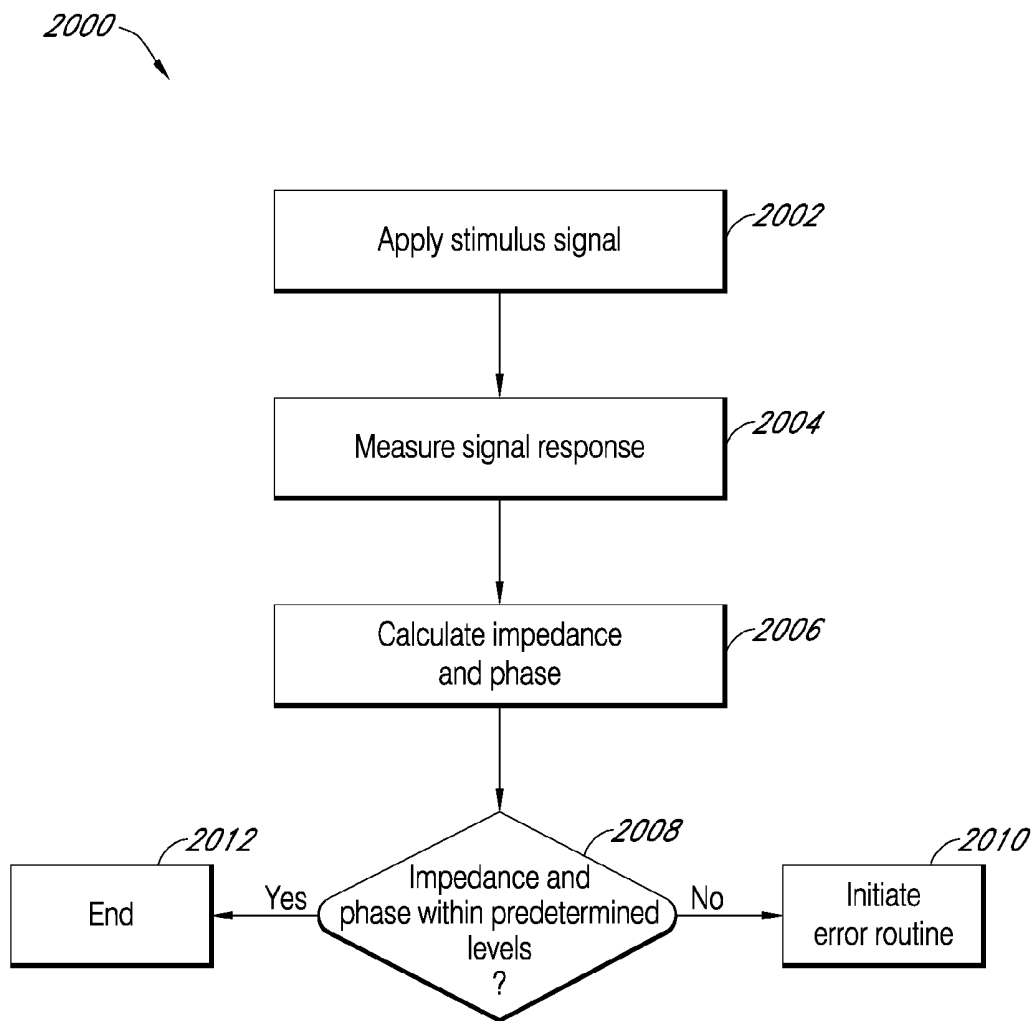 2000
Apply stimulus signal
2002
Measure signal response
2004
Calculate impedance
and phase
2006
2012
2008
2010
End
Yes
Impedance and
phase within predetermined
levels
?
No
Initiate
error routine